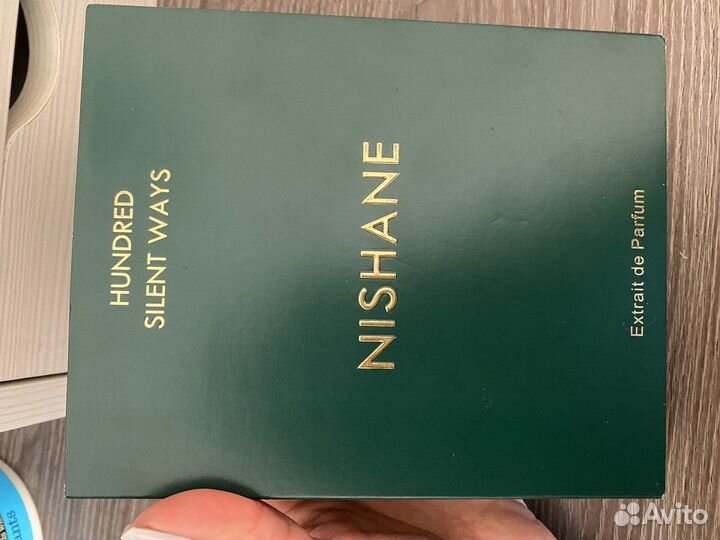 HUNDRED
SILENT WAYS
NISHANE
Extrait de Parfum
Avito